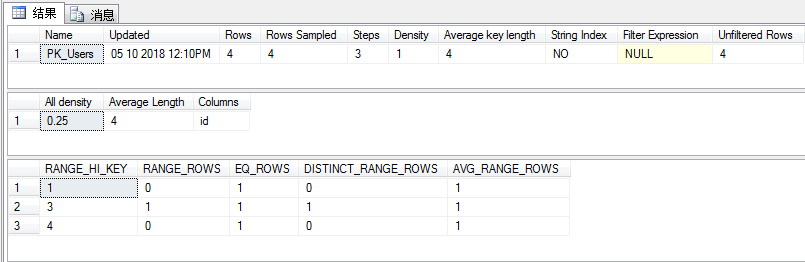 结果 消息
Name Updated Rows Rows Sampled Steps Density Average key length String Index Filter Expression Unfiltered Rows
1 PK_Users 05 10 2018 12:10PM 4 4 3 1 4 NO NULL 4
All density Average Length Columns
1 0.25 4 id
RANGE_HI_KEY RANGE_ROWS EQ_ROWS DISTINCT_RANGE_ROWS AVG_RANGE_ROWS
1 1 0 1 0 1
2 3 1 1 1 1
3 4 0 1 0 1